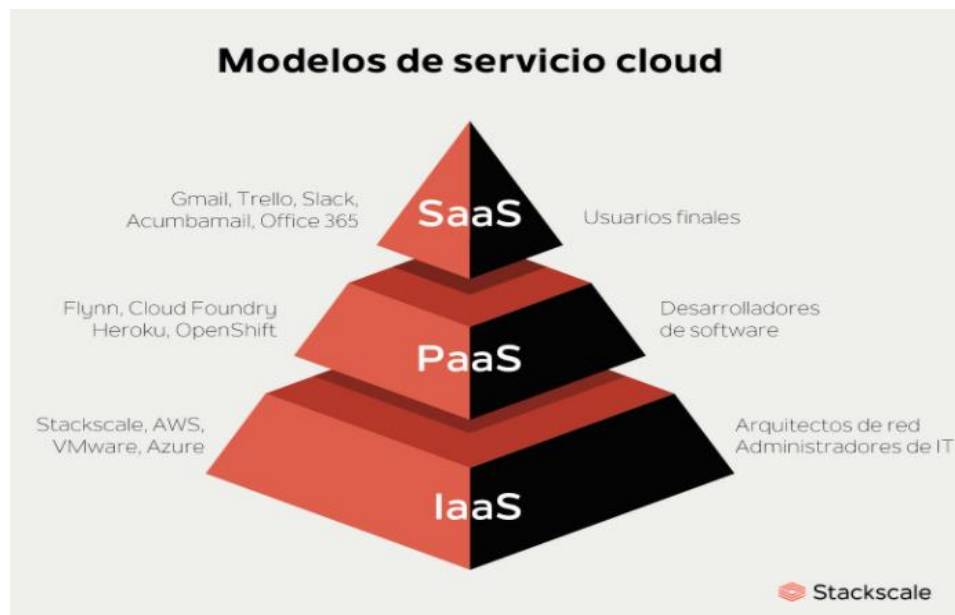 Modelos de servicio cloud
Gmail, Trello, Slack,
Acumbamail, Office 365
SaaS
Usuarios finales
Flynn, Cloud Foundry
Heroku, OpenShift
PaaS
Desarrolladores
de software
Stackscale, AWS,
VMware, Azure
IaaS
Arquitectos de red
Administradores de IT
Stackscale